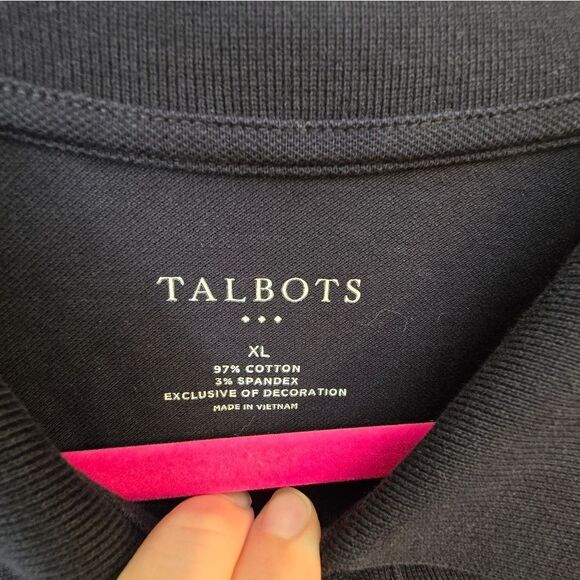 TALBOTS
XL
97% COTTON
3% SPANDEX
EXCLUSIVE OF DECORATION
MADE IN VIETNAM